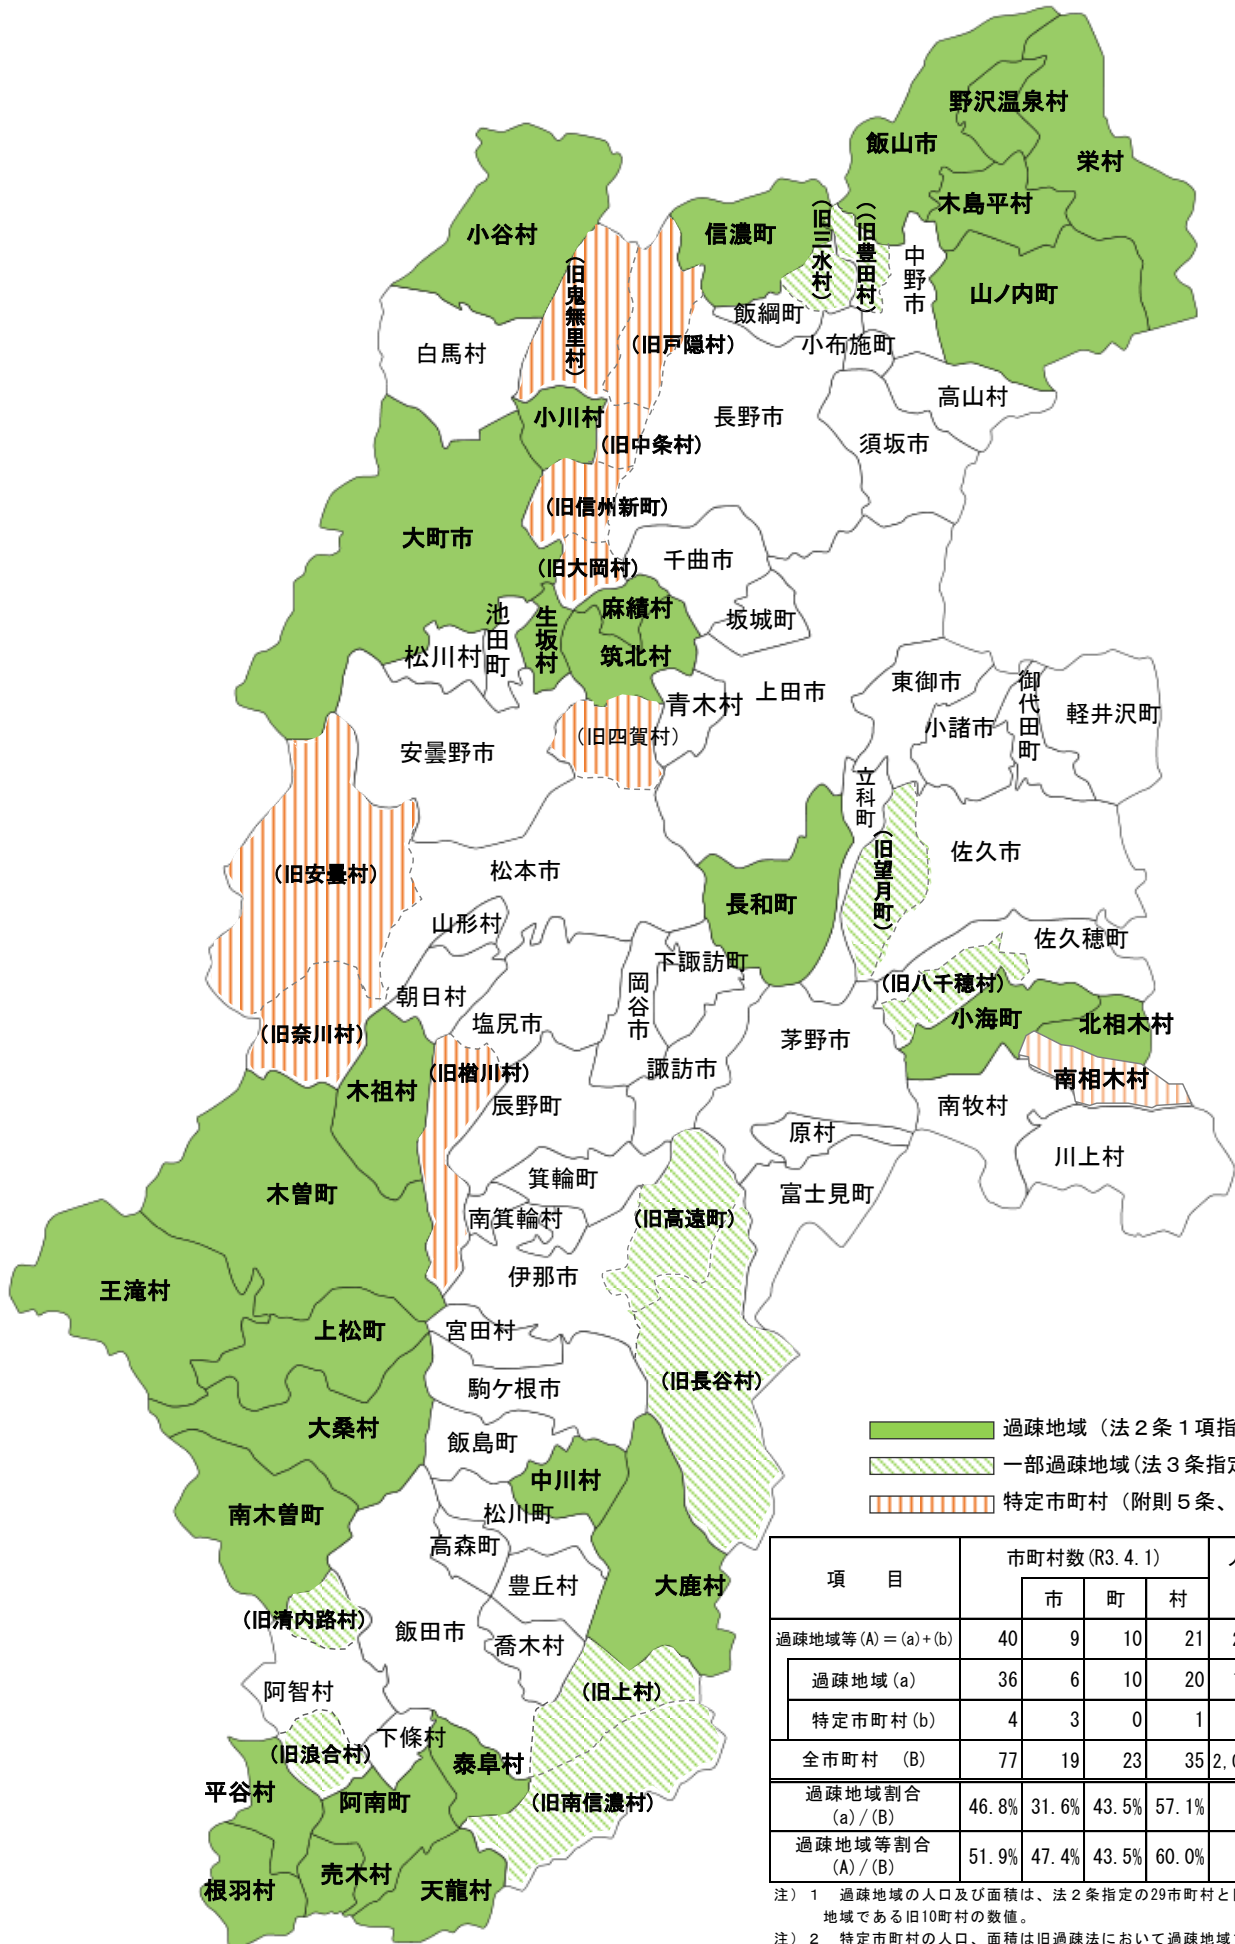 野沢温泉村
飯山市
栄村
木島平村
小谷村
信濃町
(旧三水村)
(旧豊田村)
中野市
山ノ内町
(旧鬼無里村)
飯綱町
白馬村
(旧戸隠村)
小布施町
高山村
小川村
長野市
(旧中条村)
須坂市
(旧信州新町)
大町市
千曲市
(旧大岡村)
麻績村
坂城町
池田町
生坂村
松川村
筑北村
上田市
東御市
御代田町
青木村
軽井沢町
小諸市
(旧四賀村)
安曇野市
立科町
(旧望月町)
佐久市
松本市
(旧安曇村)
長和町
山形村
佐久穂町
下諏訪町
(旧八千穂村)
朝日村
岡谷市
小海町
塩尻市
北相木村
(旧奈川村)
茅野市
諏訪市
(旧楢川村)
南相木村
木祖村
辰野町
南牧村
原村
川上村
箕輪町
木曽町
富士見町
南箕輪村
(旧高遠町)
伊那市
王滝村
上松町
宮田村
(旧長谷村)
駒ケ根市
大桑村
飯島町
過疎地域(法2条1項指
一部過疎地域(法3条指定
中川村
特定市町村(附則5条、
南木曽町
松川町
高森町
豊丘村
大鹿村
(旧清内路村)
飯田市
喬木村
(旧上村)
阿智村
下條村
(旧浪合村)
泰阜村
平谷村
阿南町
(旧南信濃村)
売木村
根羽村
天龍村
項 目 市町村数(R3.4.1)
市 町 村
過疎地域等(A)=(a)+(b) 40 9 10 21
過疎地域(a) 36 6 10 20
特定市町村(b) 4 3 0 1
全市町村 (B) 77 19 23 35 2,0
過疎地域割合
(a)/(B) 46.8% 31.6% 43.5% 57.1%
過疎地域等割合
(A)/(B) 51.9% 47.4% 43.5% 60.0%
注) 1 過疎地域の人口及び面積は、法2条指定の29市町村と
地域である旧10町村の数値。
注) 2 特定市町村の人口、面積は旧過疎法において過疎地域